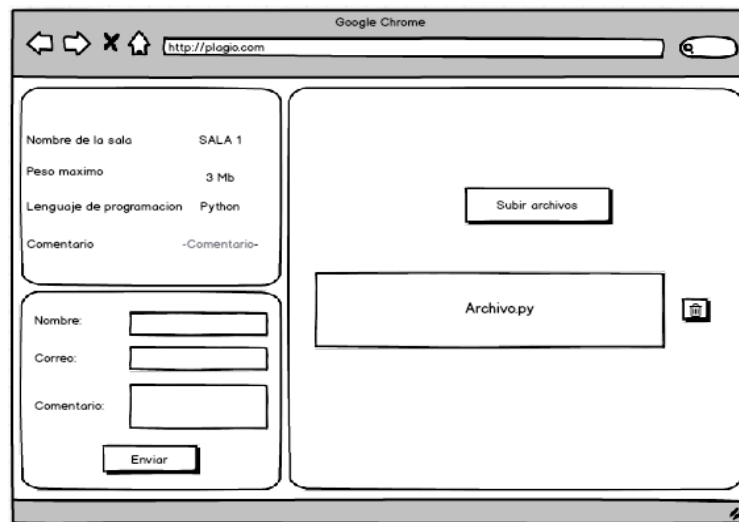 Google Chrome
http://plagio.com
Nombre de la sala SALA 1
Peso maximo 3 Mb
Lenguaje de programacion Python
Comentario -Comentario-
Nombre:
Correo:
Comentario:
Enviar
Subir archivos
Archivo.py